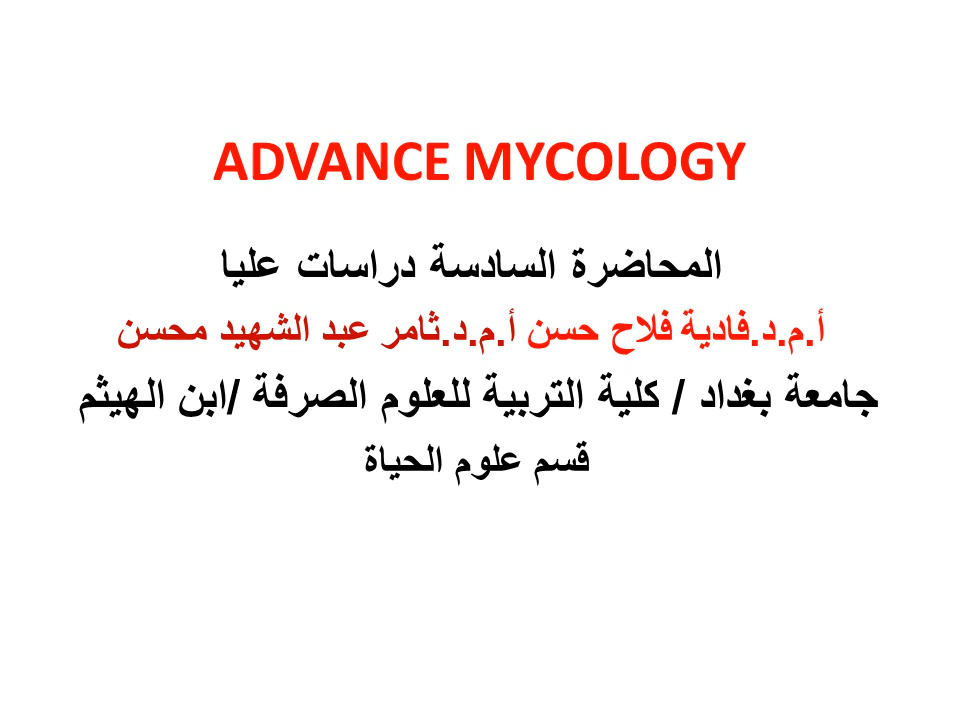 ADVANCE MYCOLOGY
المحاضرة السادسة دراسات عليا
أ.م.د.فادية فلاح حسن أ.م.د.ثامر عبد الشهيد محسن
جامعة بغداد / كلية التربية للعلوم الصرفة /ابن الهيثم
قسم علوم الحياة